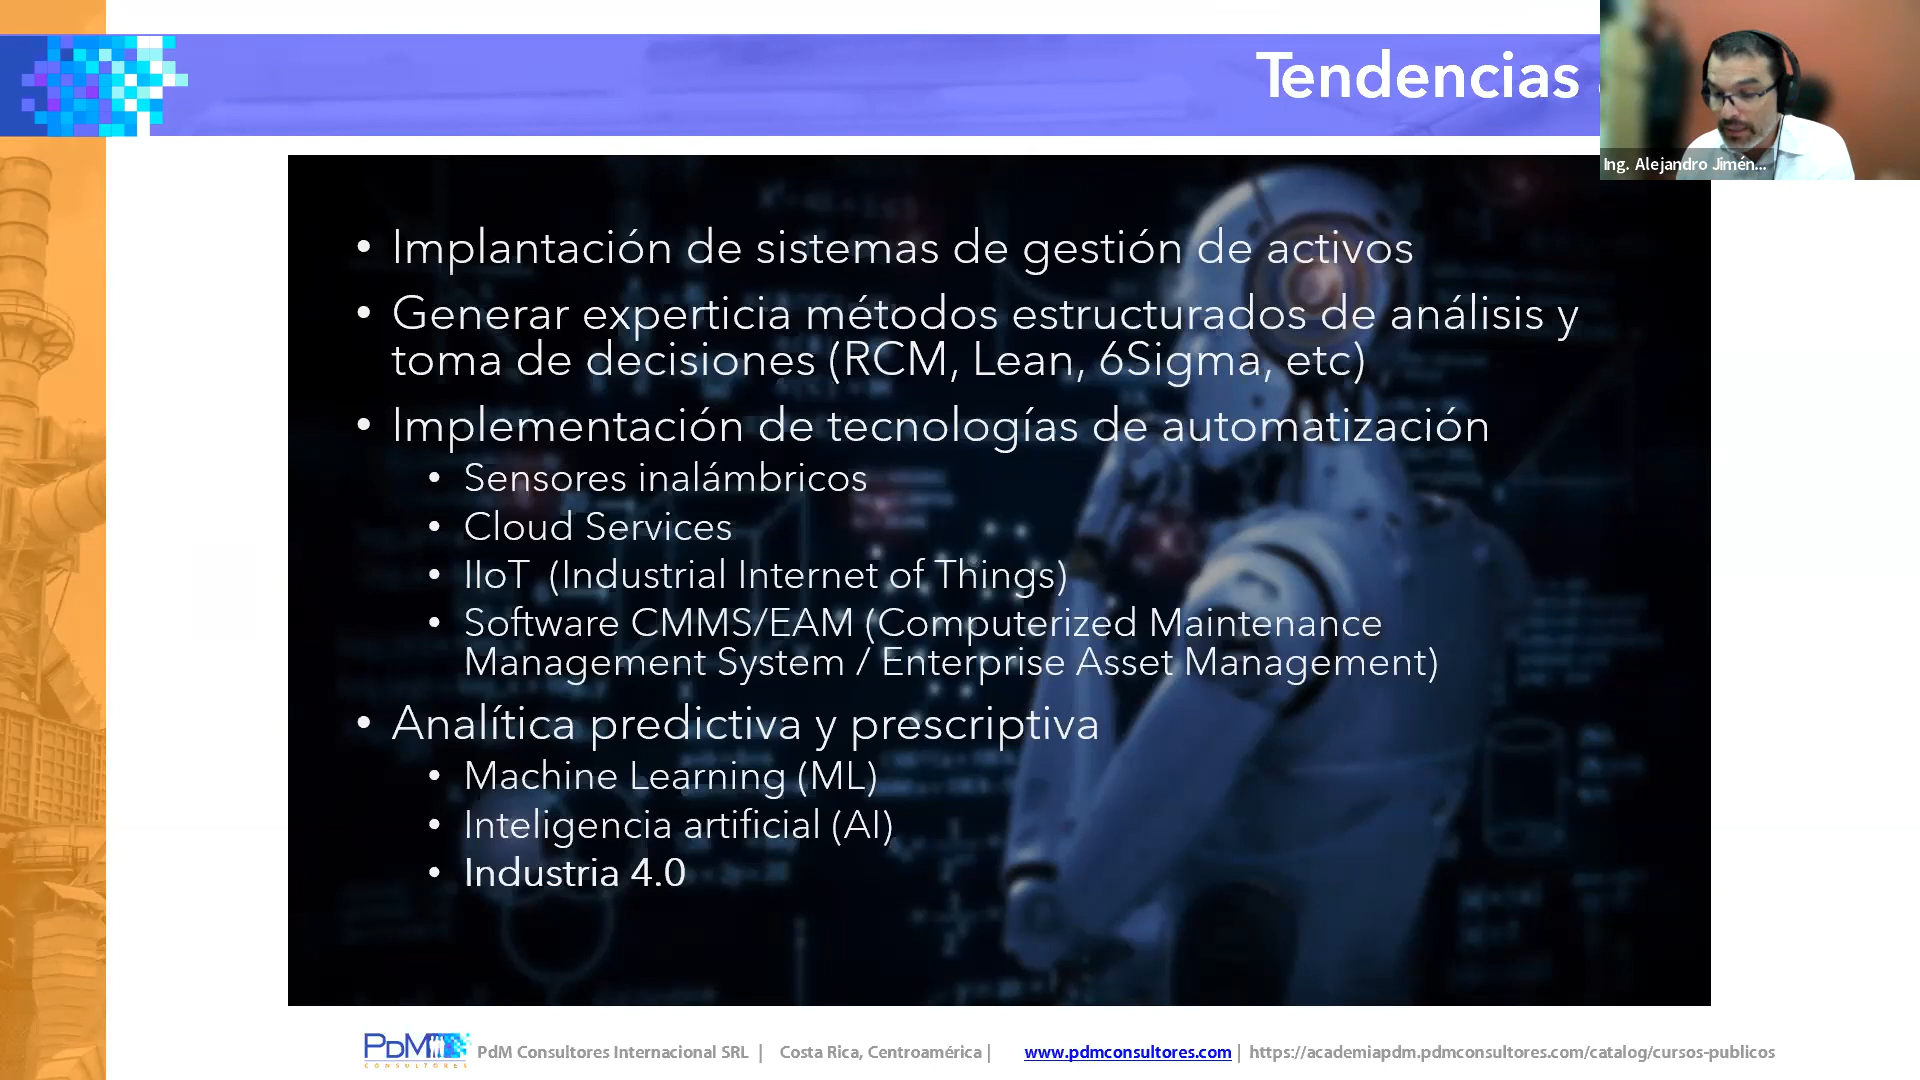 Tendencias
Ing. Alejandro Jimén...
• Implantación de sistemas de gestión de activos
• Generar experticia métodos estructurados de análisis y
toma de decisiones (RCM, Lean, 6Sigma, etc)
• Implementación de tecnologías de automatización
• Sensores inalámbricos
• Cloud Services
• IIoT (Industrial Internet of Things)
• Software CMMS/EAM (Computerized Maintenance
Management System / Enterprise Asset Management)
• Analítica predictiva y prescriptiva
• Machine Learning (ML)
• Inteligencia artificial (AI)
• Industria 4.0
PDM CONSULTORES PdM Consultores Internacional SRL | Costa Rica, Centroamérica | www.pdmconsultores.com | https://academiapdm.pdmconsultores.com/catalog/cursos-publicos